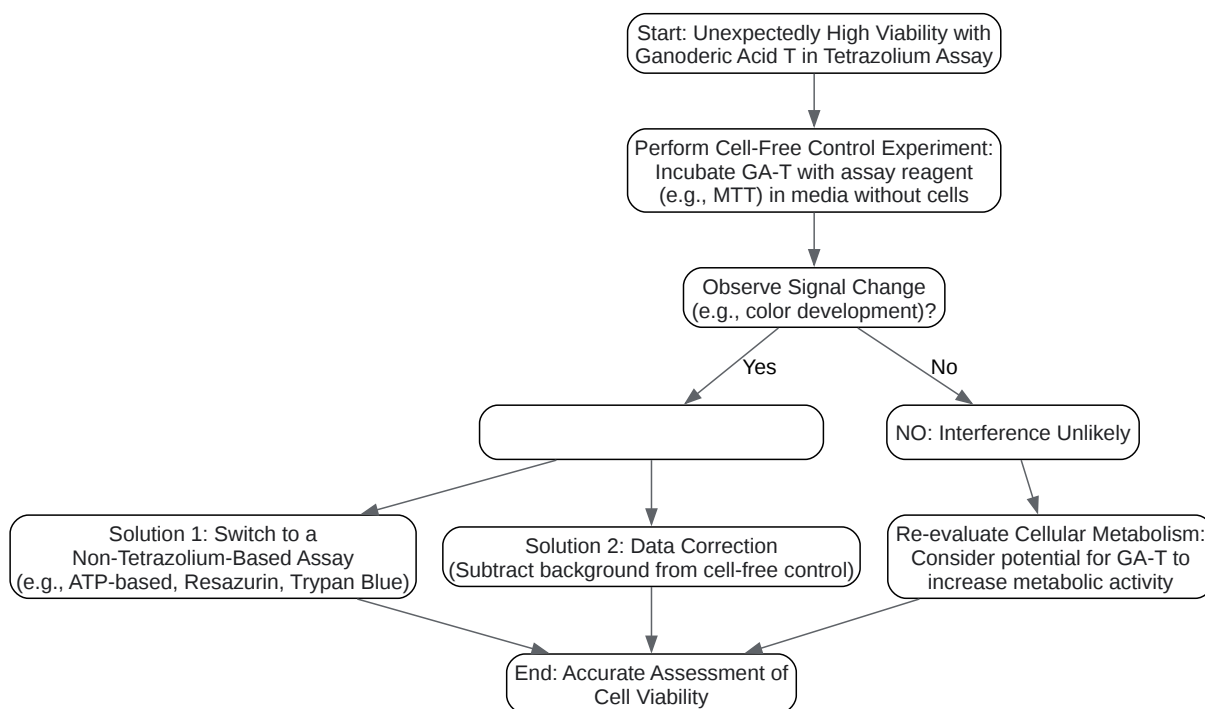 Start: Unexpectedly High Viability with
Ganoderic Acid T in Tetrazolium Assay
Perform Cell-Free Control Experiment:
Incubate GA-T with assay reagent
(e.g., MTT) in media without cells
Observe Signal Change
(e.g., color development)?
Yes
No
NO: Interference Unlikely
Solution 1: Switch to a
Non-Tetrazolium-Based Assay
(e.g., ATP-based, Resazurin, Trypan Blue)
Solution 2: Data Correction
(Subtract background from cell-free control)
Re-evaluate Cellular Metabolism:
Consider potential for GA-T to
increase metabolic activity
End: Accurate Assessment of
Cell Viability